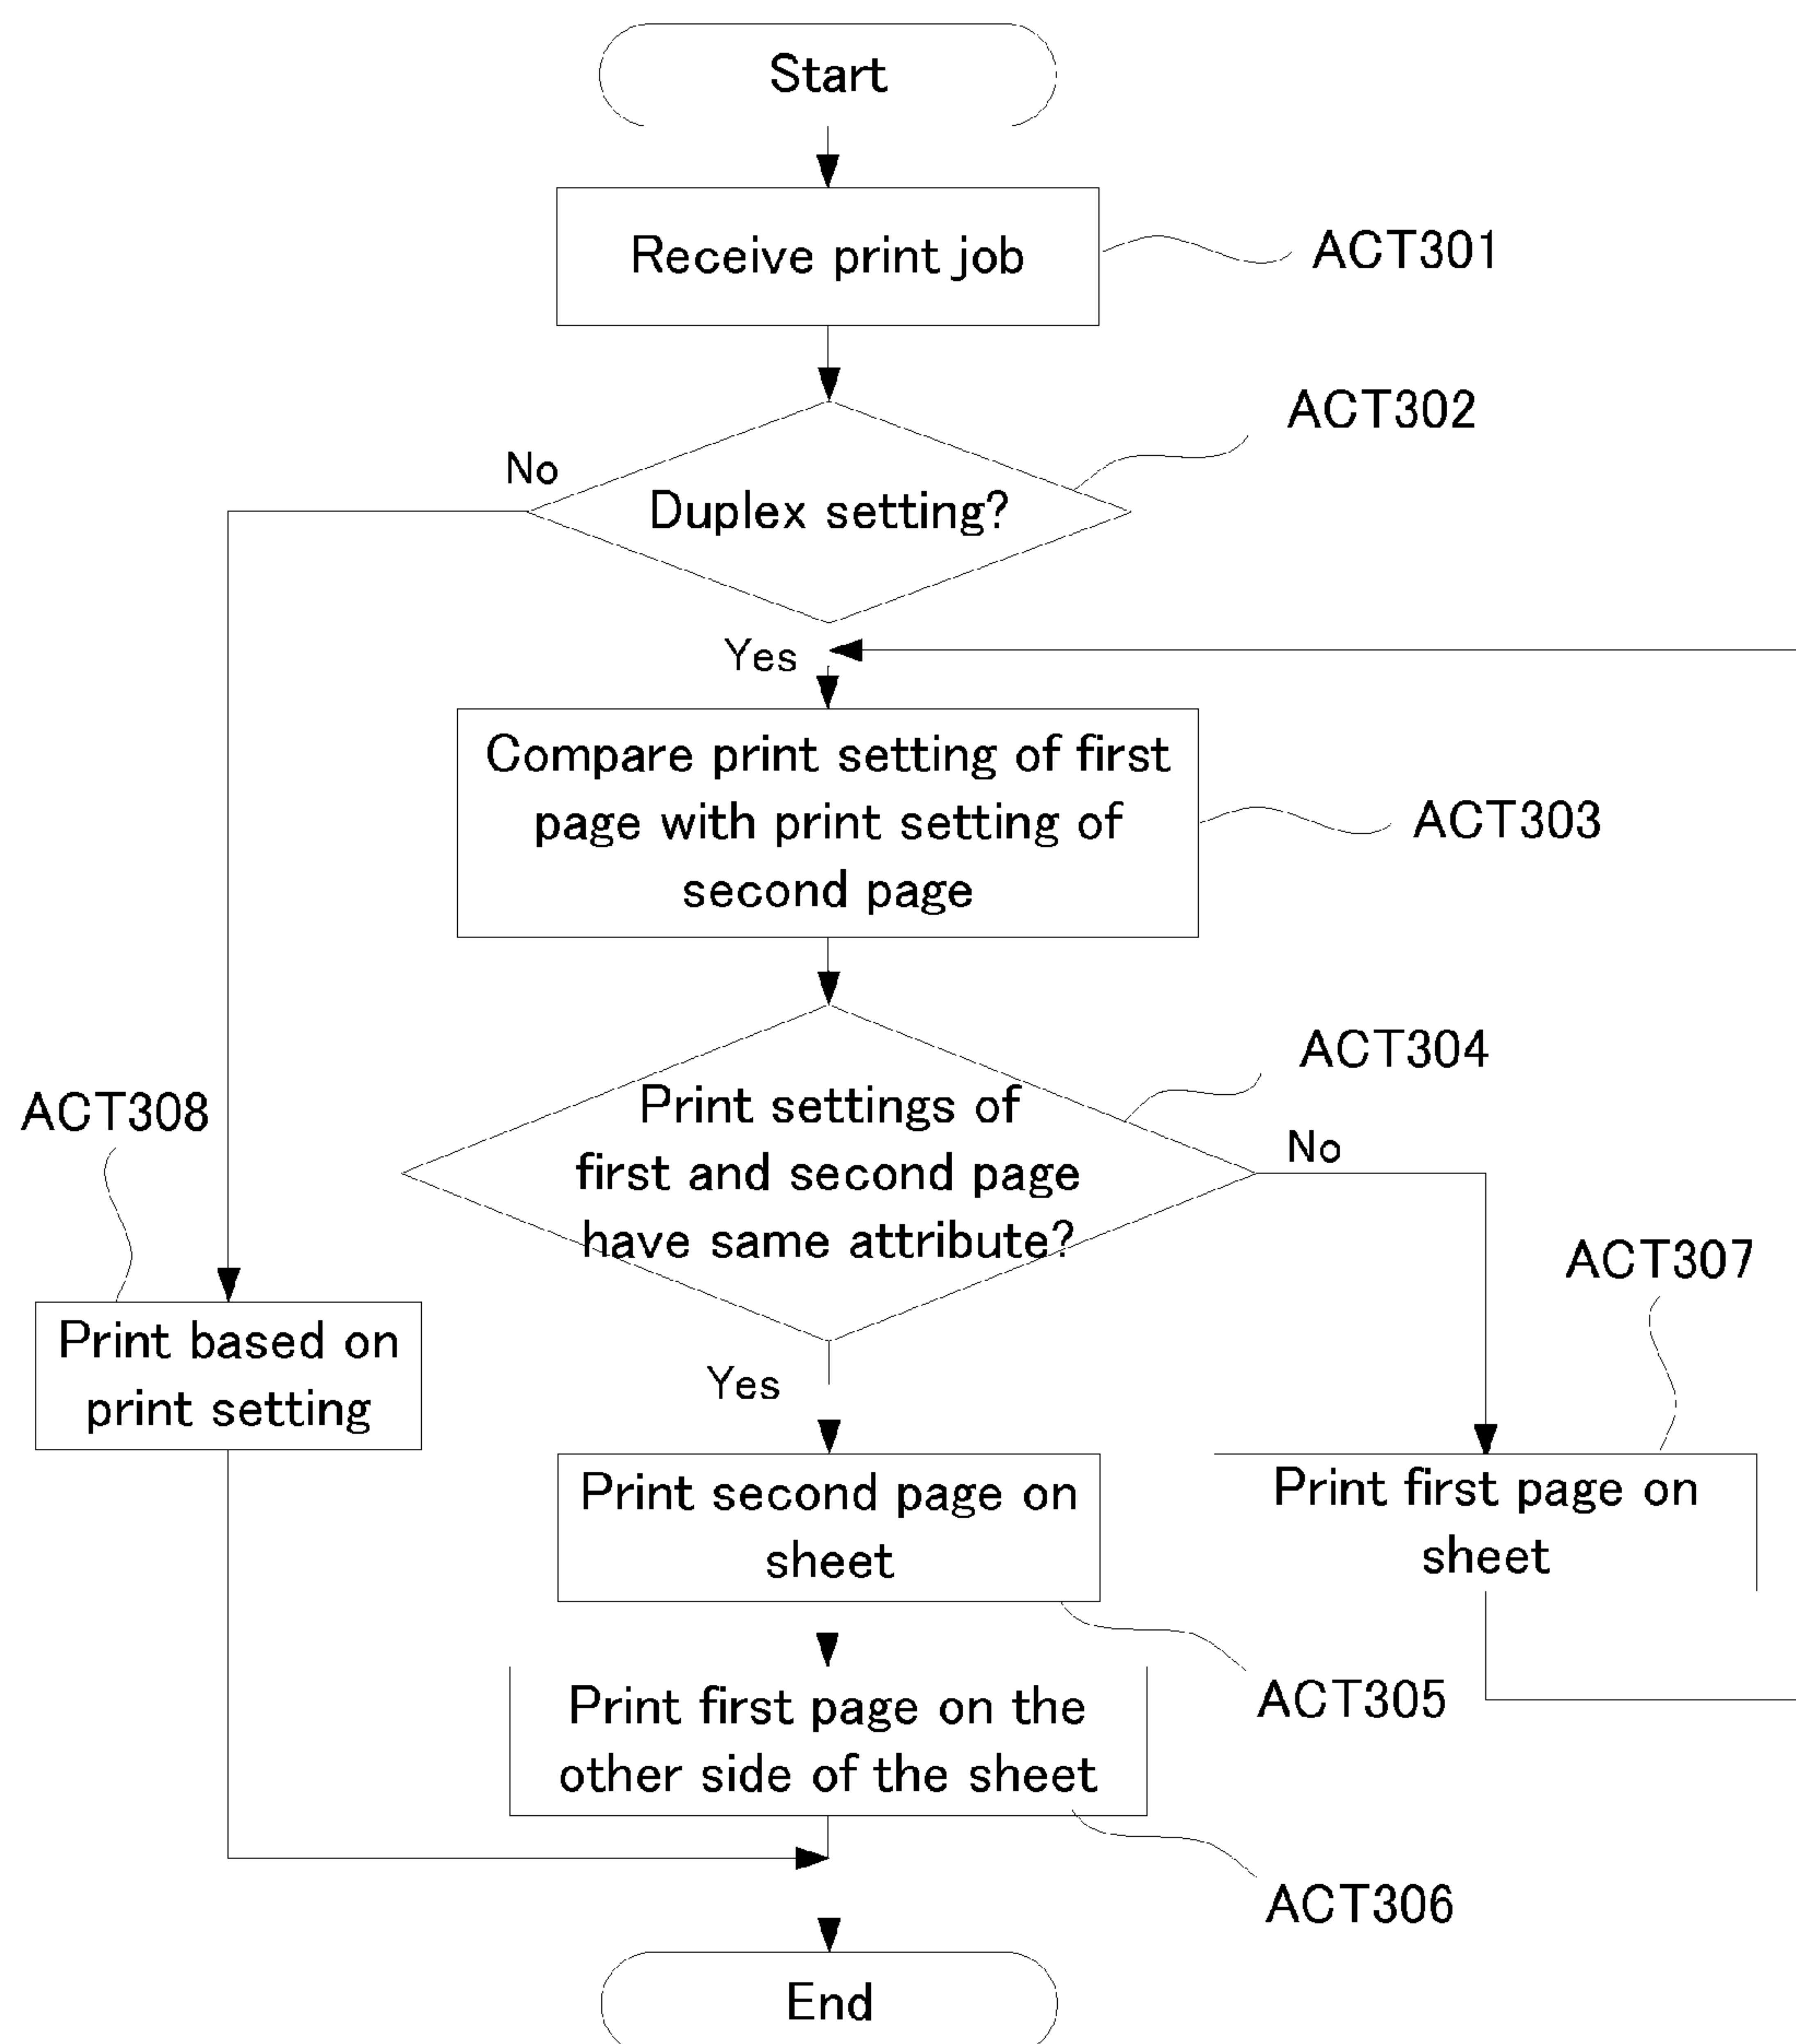 Start
Receive print job
ACT301
ACT302
No
Duplex setting?
Yes
Compare print setting of first
page with print setting of
second page
ACT303
ACT304
Print settings of
first and second page
have same attribute?
No
ACT308
Print based on
print setting
Yes
ACT307
Print second page on
sheet
Print first page on
sheet
ACT305
Print first page on the
other side of the sheet
ACT306
End